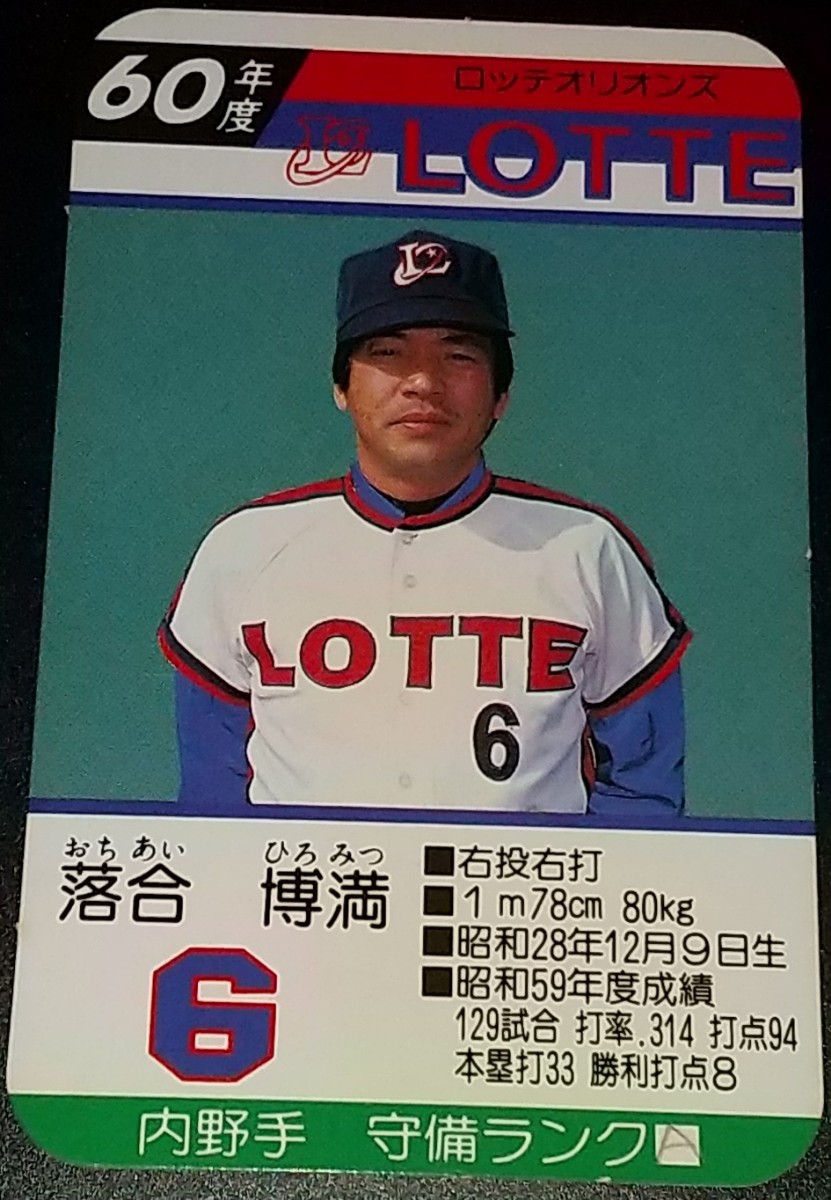 60年度
ロッテオリオンズ
LOTTE
LOTTE
6
おちあい ひろみつ
落合 博満
6
■右投右打
■1m78cm 80kg
■昭和28年12月9日生
■昭和59年度成績
129試合 打率.314 打点94
本塁打33 勝利打点8
内野手 守備ランクA